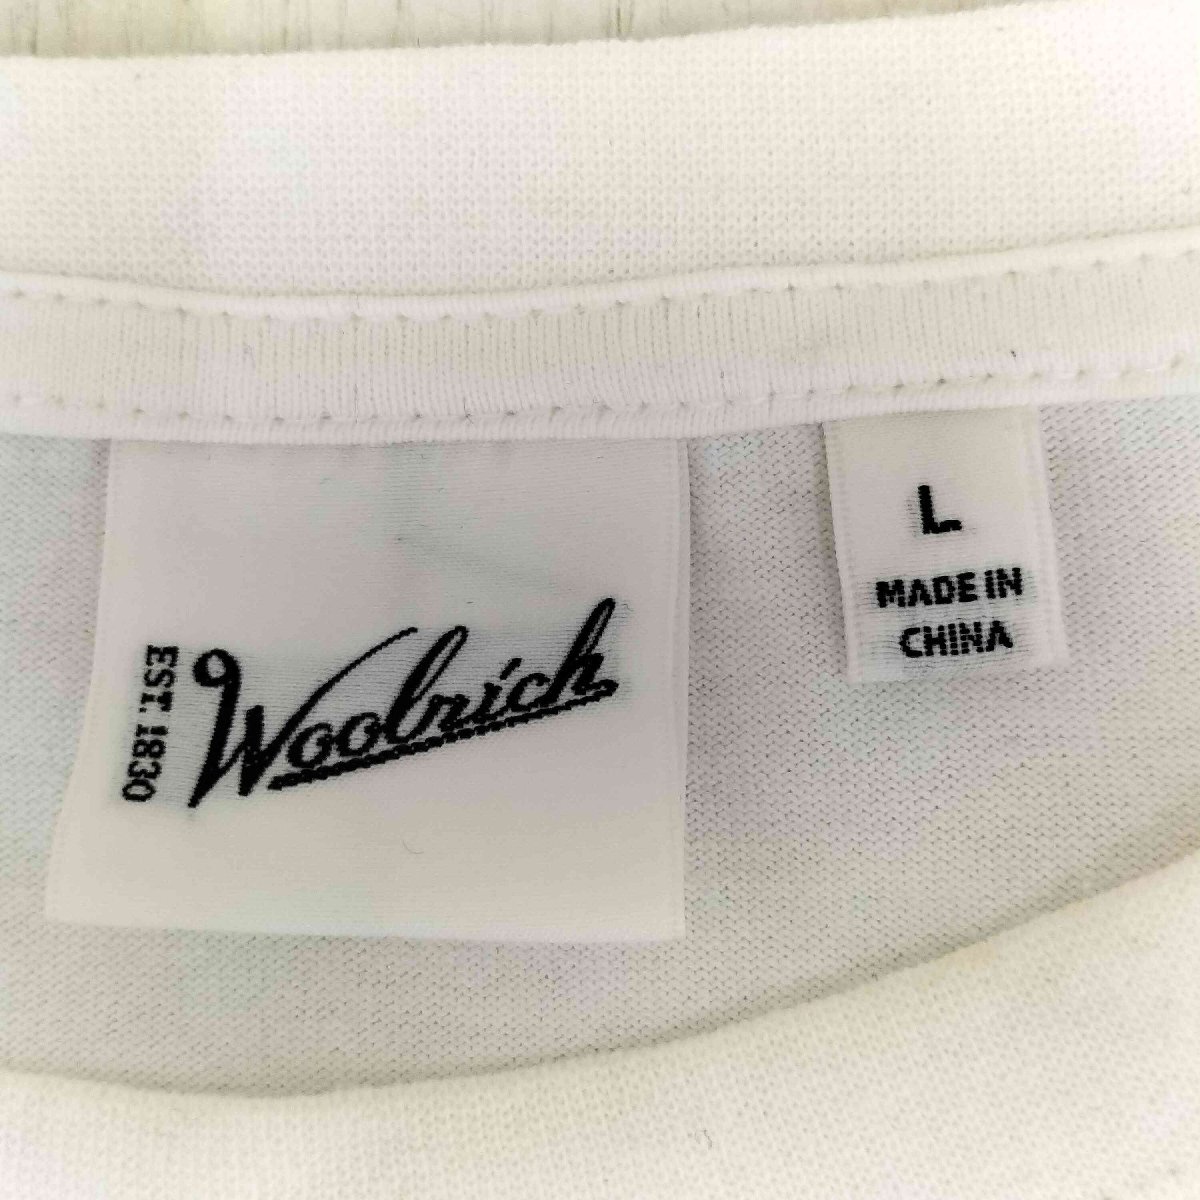 EST. 1830
Woolrich
L
MADE IN
CHINA